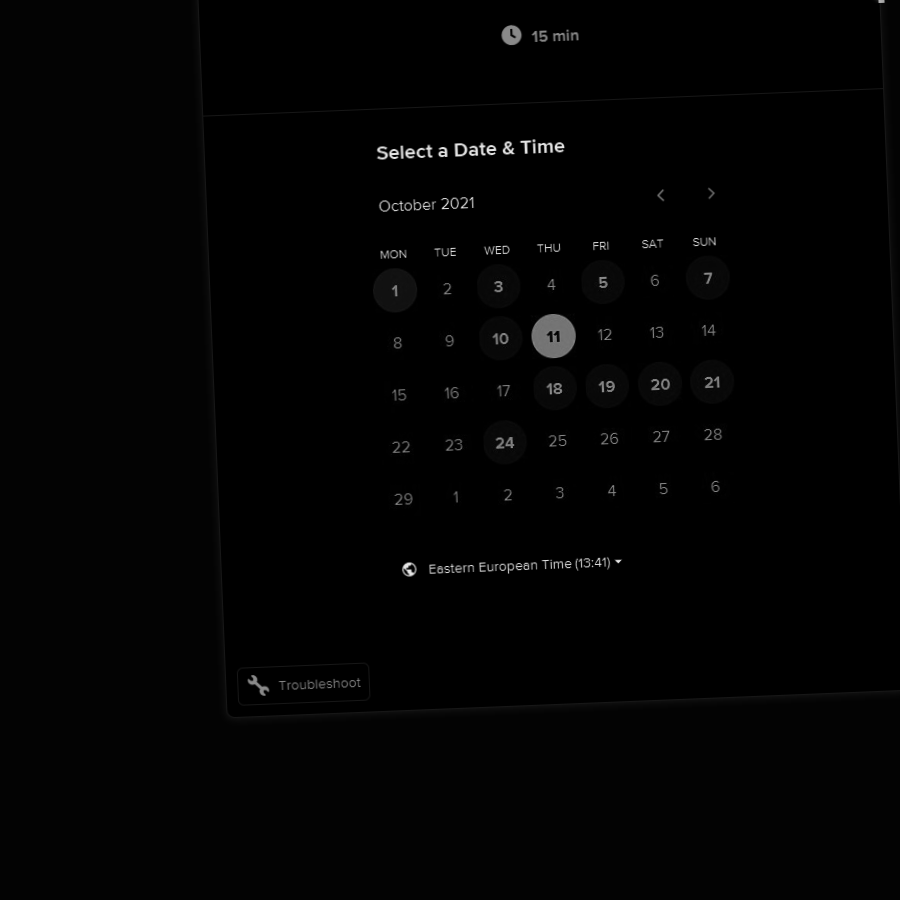 15 min
Select a Date & Time
October 2021
MON TUE WED THU FRI SAT SUN
1 2 3 4 5 6 7
8 9 10 11 12 13 14
15 16 17 18 19 20 21
22 23 24 25 26 27 28
29 1 2 3 4 5 6
Eastern European Time (13:41)
Troubleshoot